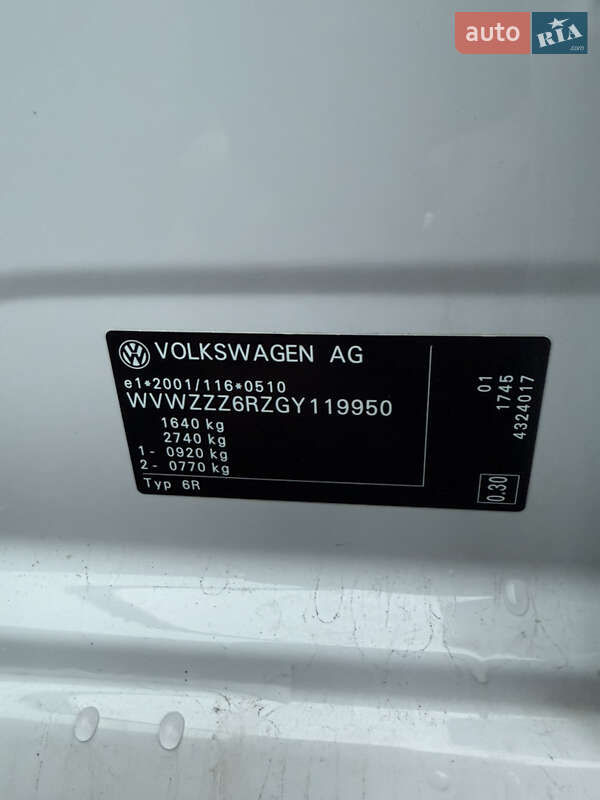 auto RIA .com
VOLKSWAGEN AG
e1*2001/116*0510
WVWZZZ6RZGY119950
1640 kg
2740 kg
1- 0920 kg
2- 0770 kg
Typ 6R
01
1745
4324017
0.30